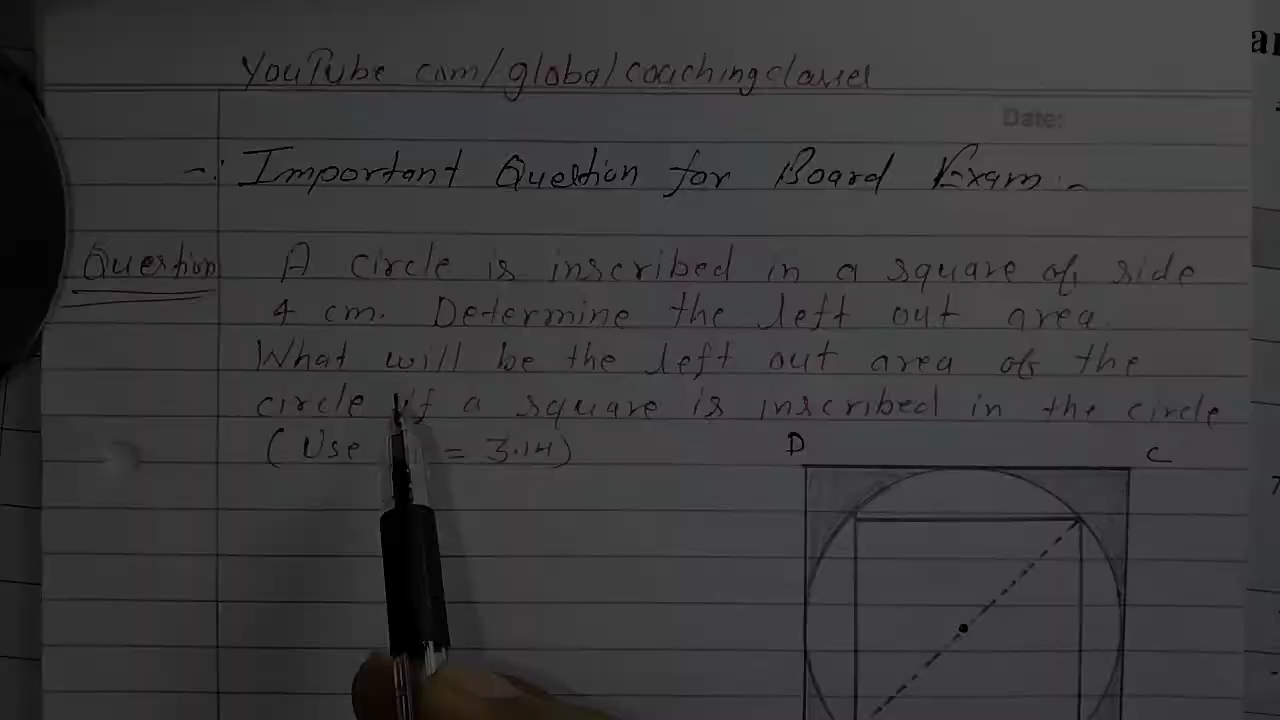 YouTube com/globalcoachingclasses
Date:
-: Important Question for Board Exam :-
Question A circle is inscribed in a square of side
4 cm. Determine the left out area.
What will be the left out area of the
circle if a square is inscribed in the circle
(Use = 3.14)
D
C